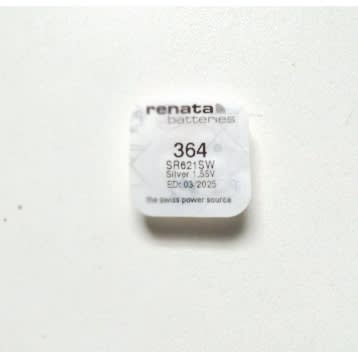 renata
batteries
364
SR621SW
Silver 1.55V
ED: 03/2025
the swiss power source